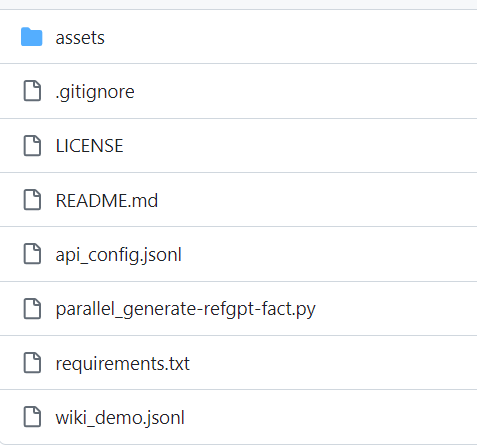 assets
.gitignore
LICENSE
README.md
api_config.jsonl
parallel_generate-refgpt-fact.py
requirements.txt
wiki_demo.jsonl